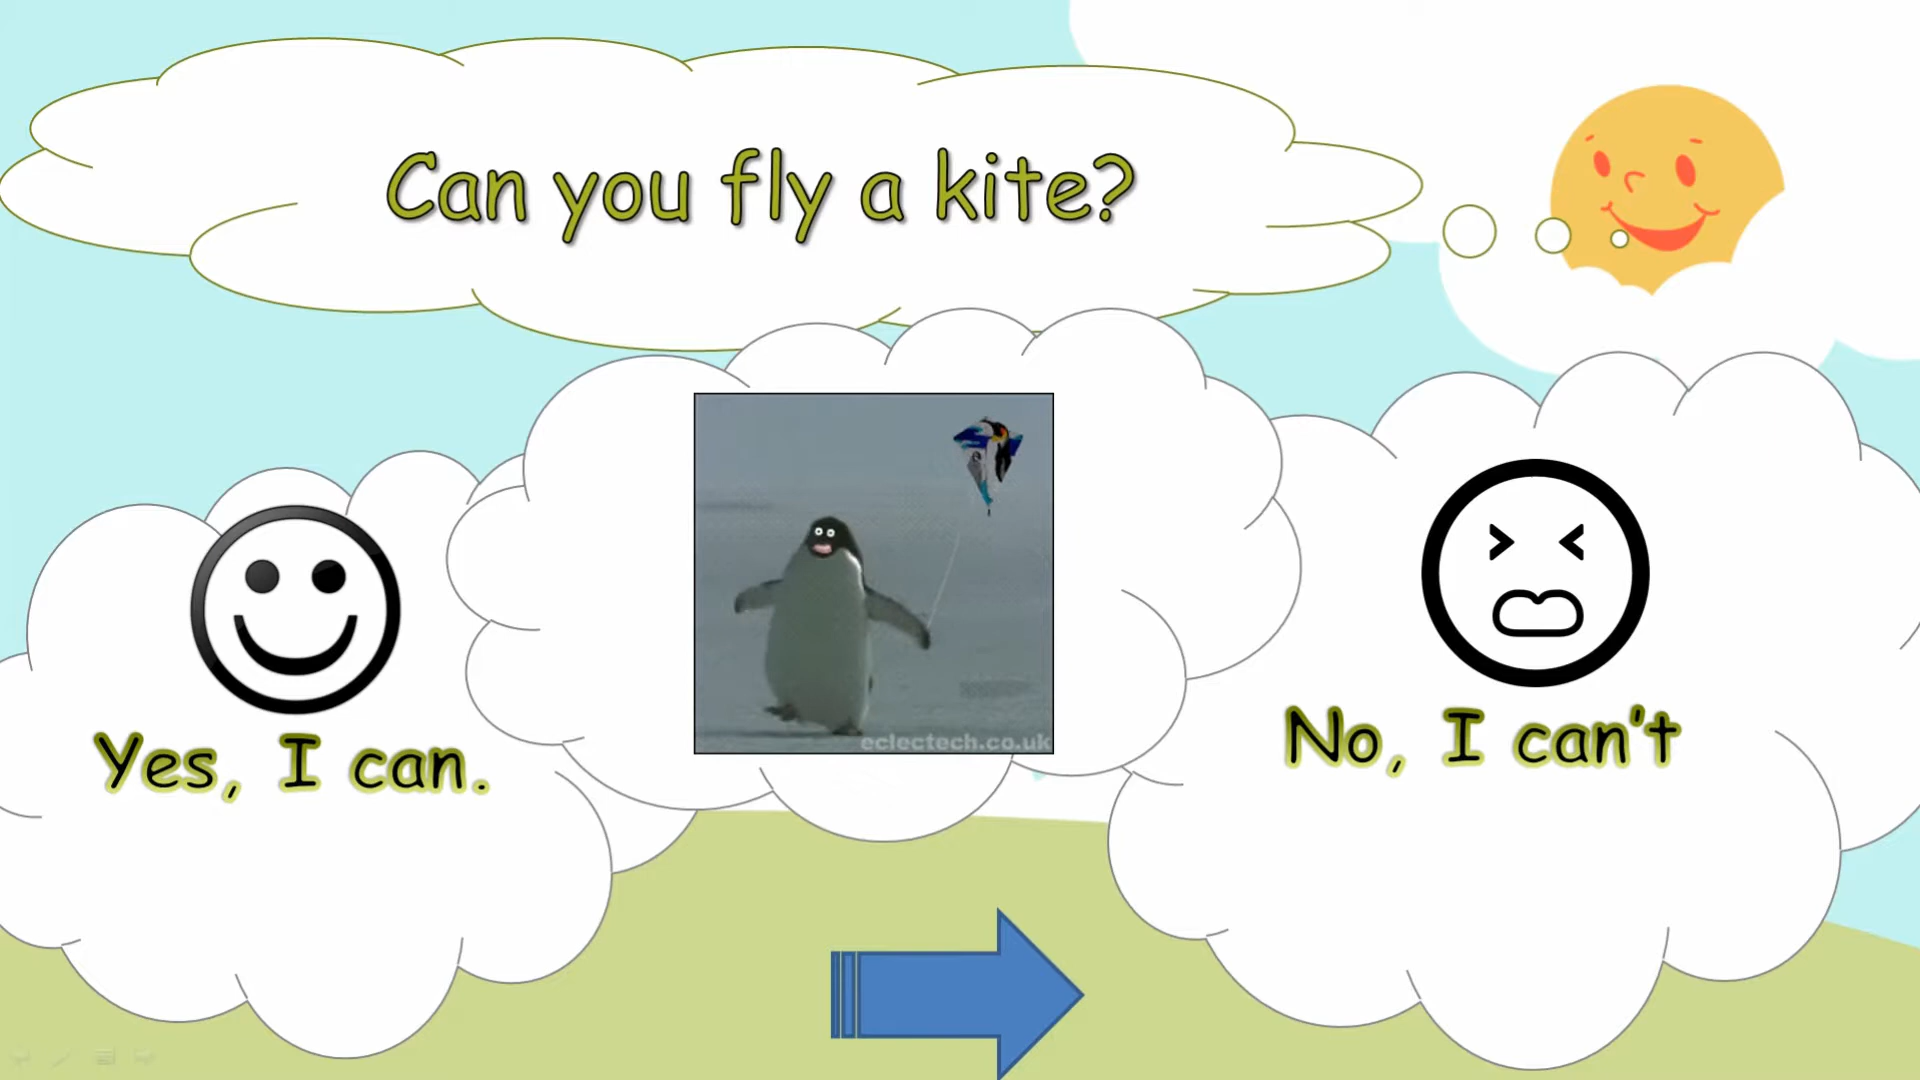 Can you fly a kite?
eclectech.co.uk
Yes, I can.
No, I can't